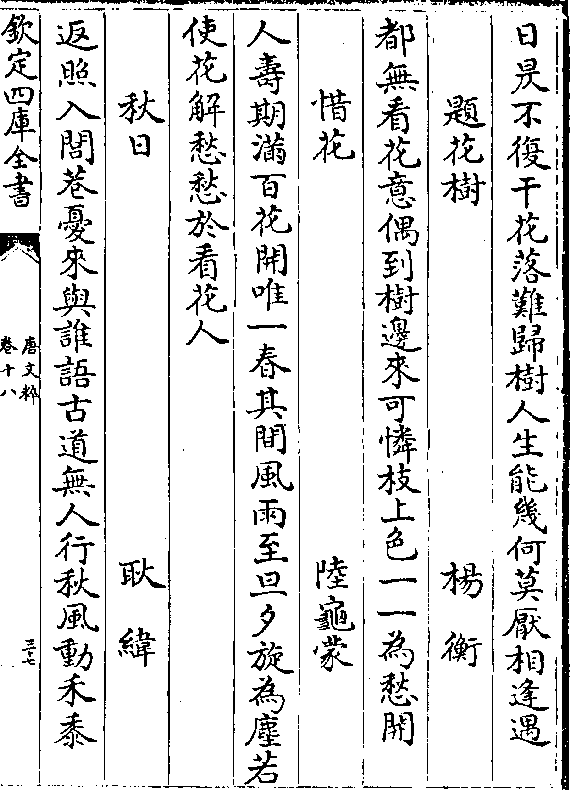 日昃不復干花落難歸樹人生能幾何莫厭相逢遇
題花樹 楊衡
都無看花意偶到樹邊來可憐枝上色一一為愁開
惜花 陸龜蒙
人壽期滿百花開唯一春其間風雨至旦夕旋為塵若
使花解愁愁於看花人
秋日 耿緯
返照入閭巷憂來與誰語古道無人行秋風動禾黍
欽定四庫全書
唐文粹
卷十八
三十七